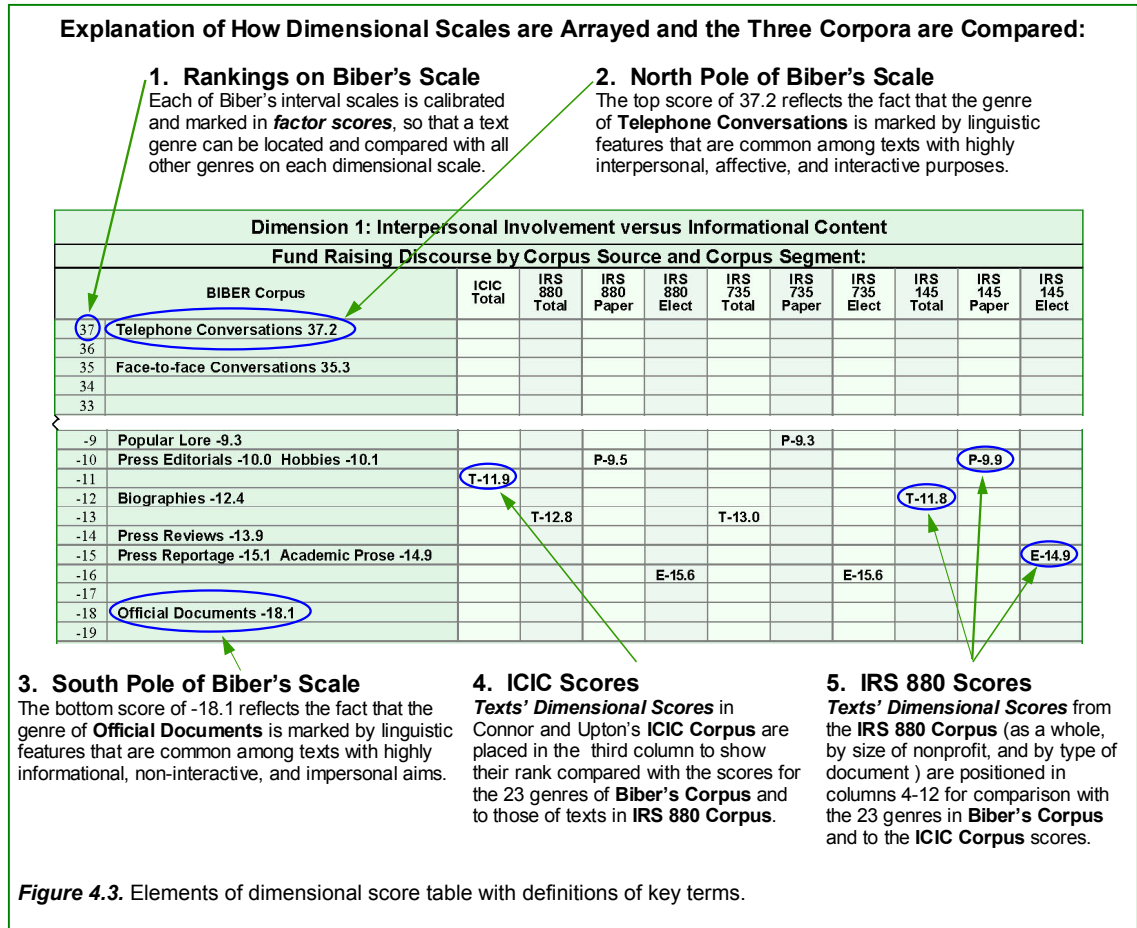 Explanation of How Dimensional Scales are Arrayed and the Three Corpora are Compared:
1. Rankings on Biber's Scale
Each of Biber's interval scales is calibrated
and marked in factor scores, so that a text
genre can be located and compared with all
other genres on each dimensional scale.
2. North Pole of Biber's Scale
The top score of 37.2 reflects the fact that the genre
of Telephone Conversations is marked by linguistic
features that are common among texts with highly
interpersonal, affective, and interactive purposes.
Dimension 1: Interpersonal Involvement versus Informational Content
Fund Raising Discourse by Corpus Source and Corpus Segment:
BIBER Corpus
ICIC
Total
IRS
880
Total
IRS
880
Paper
IRS
880
Elect
IRS
735
Total
IRS
735
Paper
IRS
735
Elect
IRS
145
Total
IRS
145
Paper
IRS
145
Elect
37 Telephone Conversations 37.2
36
35 Face-to-face Conversations 35.3
34
33
-9 Popular Lore -9.3 P-9.3
-10 Press Editorials -10.0 Hobbies -10.1 P-9.5 P-9.9
-11 T-11.9
-12 Biographies -12.4 T-11.8
-13 T-12.8 T-13.0
-14 Press Reviews -13.9
-15 Press Reportage -15.1 Academic Prose -14.9 E-14.9
-16 E-15.6 E-15.6
-17
-18 Official Documents -18.1
-19
3. South Pole of Biber's Scale
The bottom score of -18.1 reflects the fact that the
genre of Official Documents is marked by linguistic
features that are common among texts with highly
informational, non-interactive, and impersonal aims.
4. ICIC Scores
Texts' Dimensional Scores in
Connor and Upton's ICIC Corpus are
placed in the third column to show
their rank compared with the scores for
the 23 genres of Biber's Corpus and
to those of texts in IRS 880 Corpus.
5. IRS 880 Scores
Texts' Dimensional Scores from
the IRS 880 Corpus (as a whole,
by size of nonprofit, and by type of
document ) are positioned in
columns 4-12 for comparison with
the 23 genres in Biber's Corpus
and to the ICIC Corpus scores.
Figure 4.3. Elements of dimensional score table with definitions of key terms.